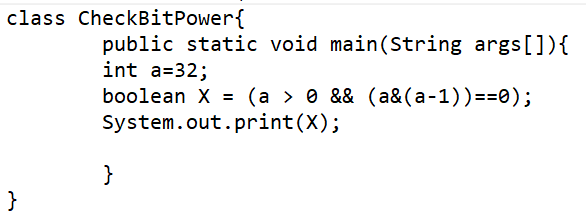 class CheckBitPower{
public static void main(String args[]){
int a=32;
boolean X = (a > 0 && (a&(a-1))==0);
System.out.print(X);
}
}